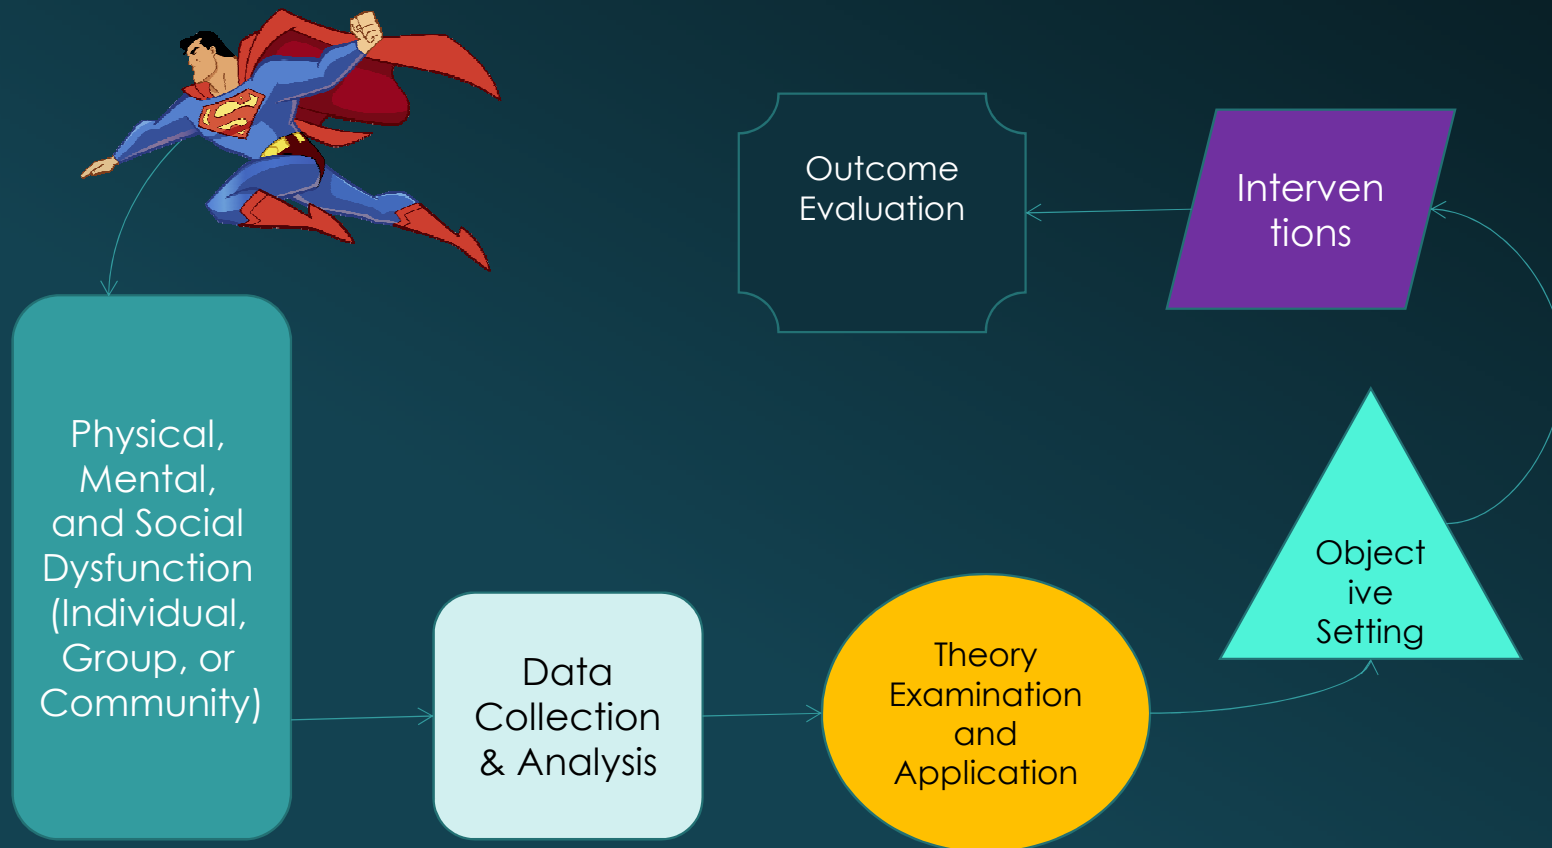 Physical,
Mental,
and Social
Dysfunction
(Individual,
Group, or
Community)
Data
Collection
& Analysis
Theory
Examination
and
Application
Object
ive
Setting
Interven
tions
Outcome
Evaluation